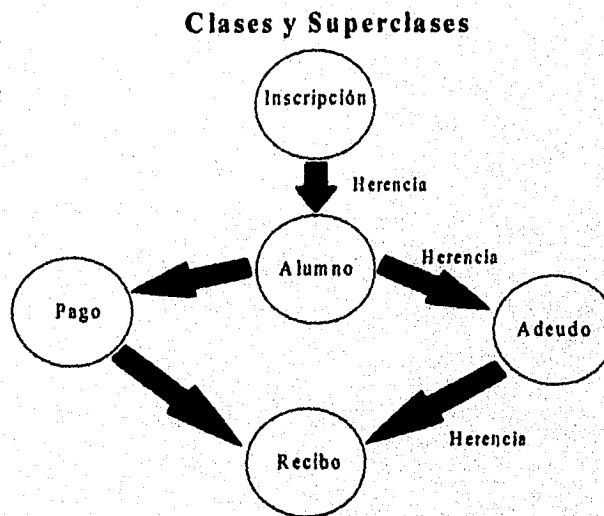 Clases y Superclases
Inscripción
Herencia
Alumno
Herencia
Pago
Adeudo
Herencia
Recibo